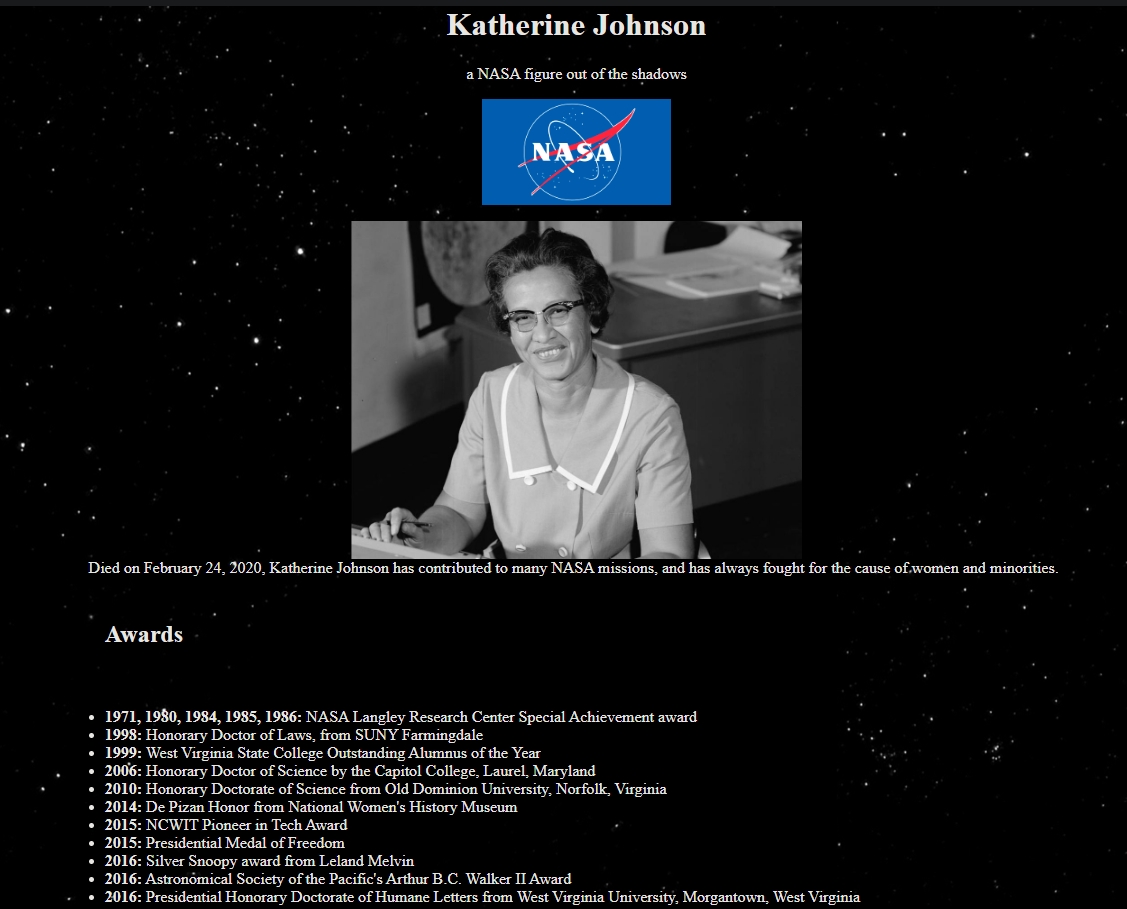 Katherine Johnson
a NASA figure out of the shadows
NASA
Died on February 24, 2020, Katherine Johnson has contributed to many NASA missions, and has always fought for the cause of women and minorities.
Awards
• 1971, 1980, 1984, 1985, 1986: NASA Langley Research Center Special Achievement award
• 1998: Honorary Doctor of Laws, from SUNY Farmingdale
• 1999: West Virginia State College Outstanding Alumnus of the Year
• 2006: Honorary Doctor of Science by the Capitol College, Laurel, Maryland
• 2010: Honorary Doctorate of Science from Old Dominion University, Norfolk, Virginia
• 2014: De Pizan Honor from National Women's History Museum
• 2015: NCWIT Pioneer in Tech Award
• 2015: Presidential Medal of Freedom
• 2016: Silver Snoopy award from Leland Melvin
• 2016: Astronomical Society of the Pacific's Arthur B.C. Walker II Award
• 2016: Presidential Honorary Doctorate of Humane Letters from West Virginia University, Morgantown, West Virginia